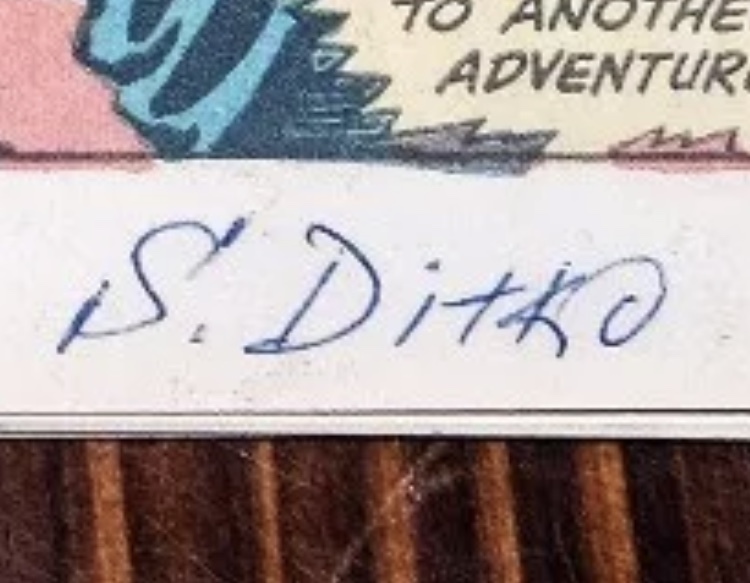 TO ANOTHE
ADVENTUR
S. Ditko